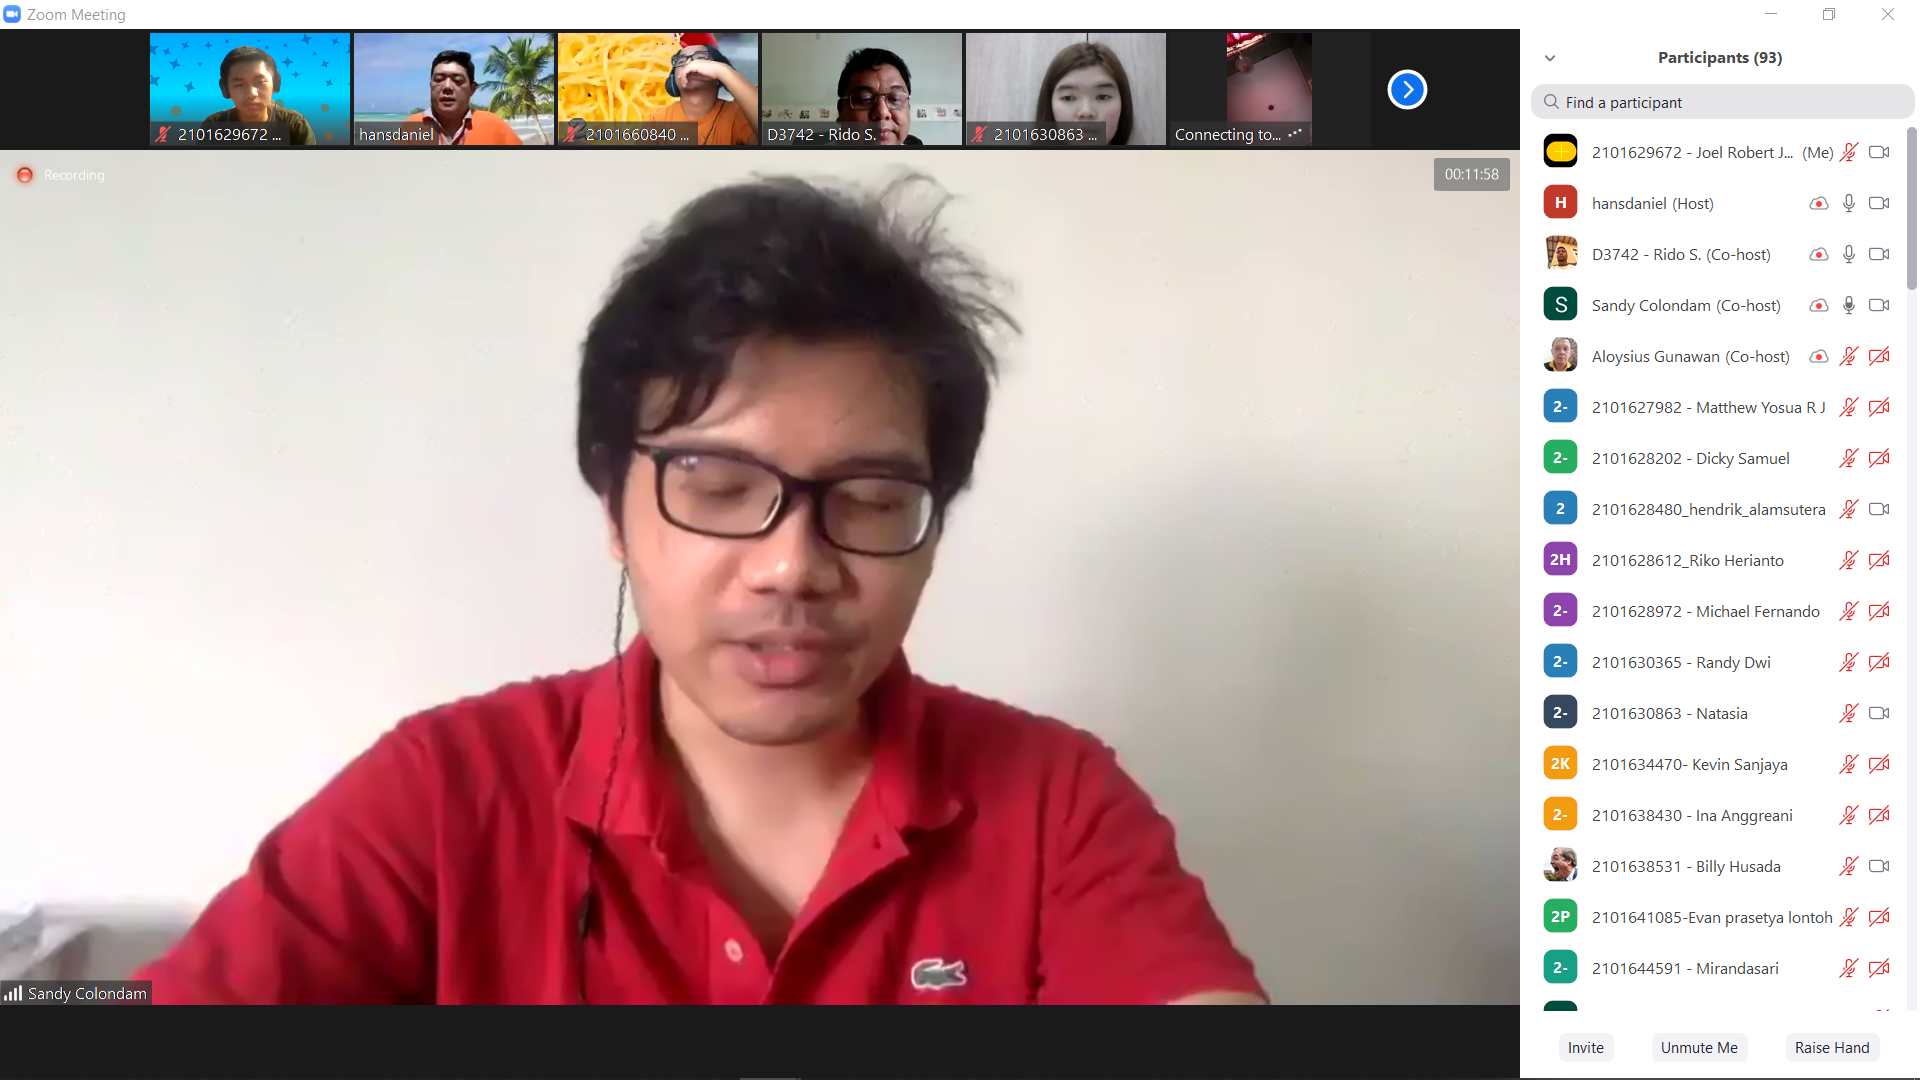 Zoom Meeting
2101629672 ...
hansdaniel
2101660840 ...
D3742 - Rido S.
2101630863 ...
Connecting to...
Recording
00:11:58
Sandy Colondam
Participants (93)
Find a participant
2101629672 - Joel Robert J... (Me)
H hansdaniel (Host)
D3742 - Rido S. (Co-host)
S Sandy Colondam (Co-host)
Aloysius Gunawan (Co-host)
2- 2101627982 - Matthew Yosua R J
2- 2101628202 - Dicky Samuel
2 2101628480_hendrik_alamsutera
2H 2101628612_Riko Herianto
2- 2101628972 - Michael Fernando
2- 2101630365 - Randy Dwi
2- 2101630863 - Natasia
2K 2101634470- Kevin Sanjaya
2- 2101638430 - Ina Anggreani
2101638531 - Billy Husada
2P 2101641085-Evan prasetya lontoh
2- 2101644591 - Mirandasari
Invite
Unmute Me
Raise Hand